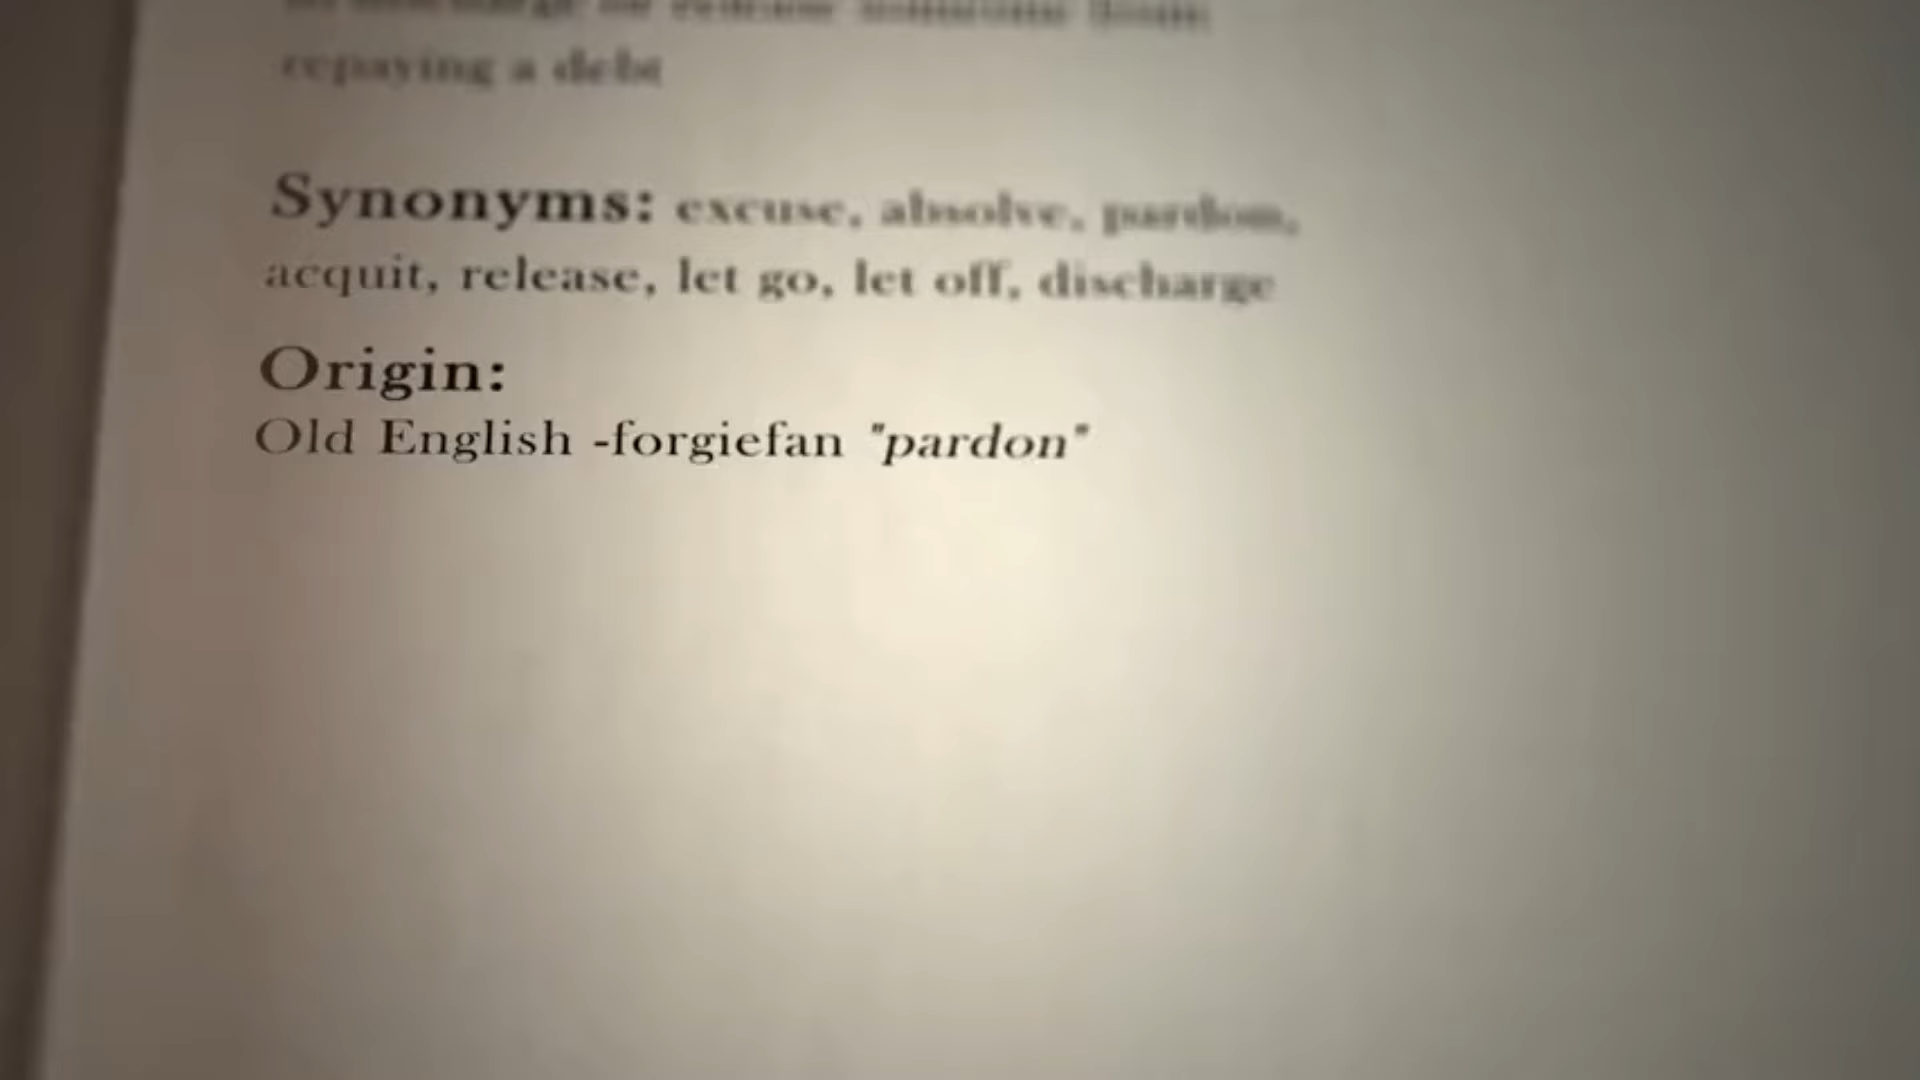 repaying a debt
Synonyms: excuse, absolve, pardon,
acquit, release, let go, let off, discharge
Origin:
Old English -forgiefan "pardon"